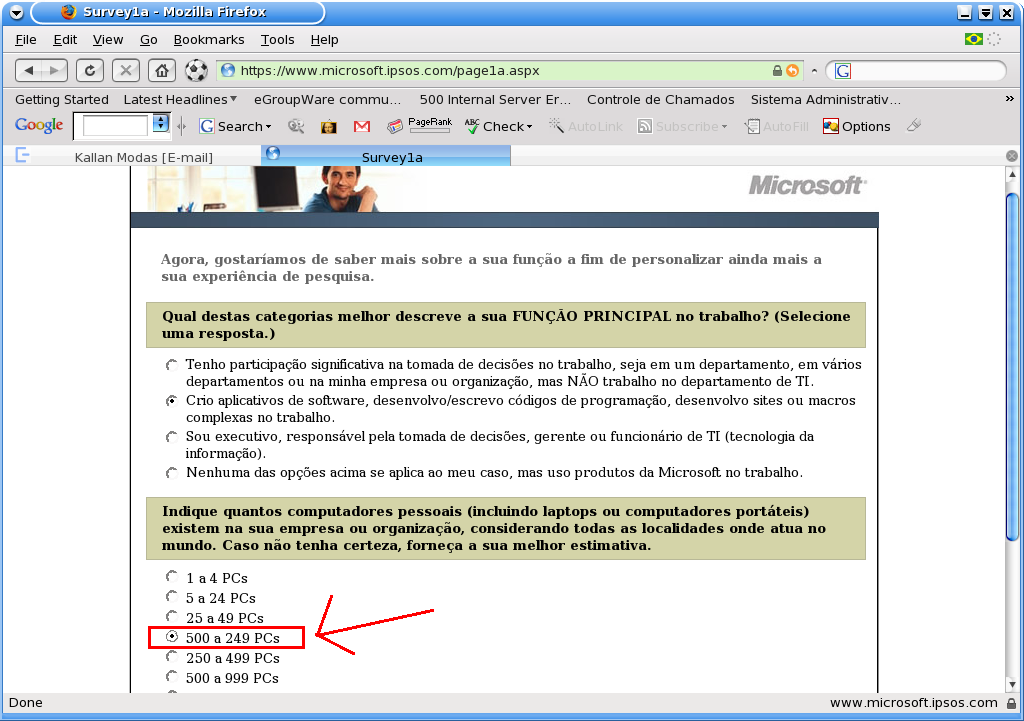 Survey1a - Mozilla Firefox
File Edit View Go Bookmarks Tools Help
https://www.microsoft.ipsos.com/page1a.aspx G
Getting Started Latest Headlines eGroupWare commu... 500 Internal Server Er... Controle de Chamados Sistema Administrativ... »
Google G Search PageRank ABC Check AutoLink Subscribe AutoFill Options
Kallan Modas [E-mail] Survey1a
Microsoft
Agora, gostaríamos de saber mais sobre a sua função a fim de personalizar ainda mais a
sua experiência de pesquisa.
Qual destas categorias melhor descreve a sua FUNÇÃO PRINCIPAL no trabalho? (Selecione
uma resposta.)
Tenho participação significativa na tomada de decisões no trabalho, seja em um departamento, em vários
departamentos ou na minha empresa ou organização, mas NÃO trabalho no departamento de TI.
Crio aplicativos de software, desenvolvo/escrevo códigos de programação, desenvolvo sites ou macros
complexas no trabalho.
Sou executivo, responsável pela tomada de decisões, gerente ou funcionário de TI (tecnologia da
informação).
Nenhuma das opções acima se aplica ao meu caso, mas uso produtos da Microsoft no trabalho.
Indique quantos computadores pessoais (incluindo laptops ou computadores portáteis)
existem na sua empresa ou organização, considerando todas as localidades onde atua no
mundo. Caso não tenha certeza, forneça a sua melhor estimativa.
1 a 4 PCs
5 a 24 PCs
25 a 49 PCs
500 a 249 PCs
250 a 499 PCs
500 a 999 PCs
Done www.microsoft.ipsos.com